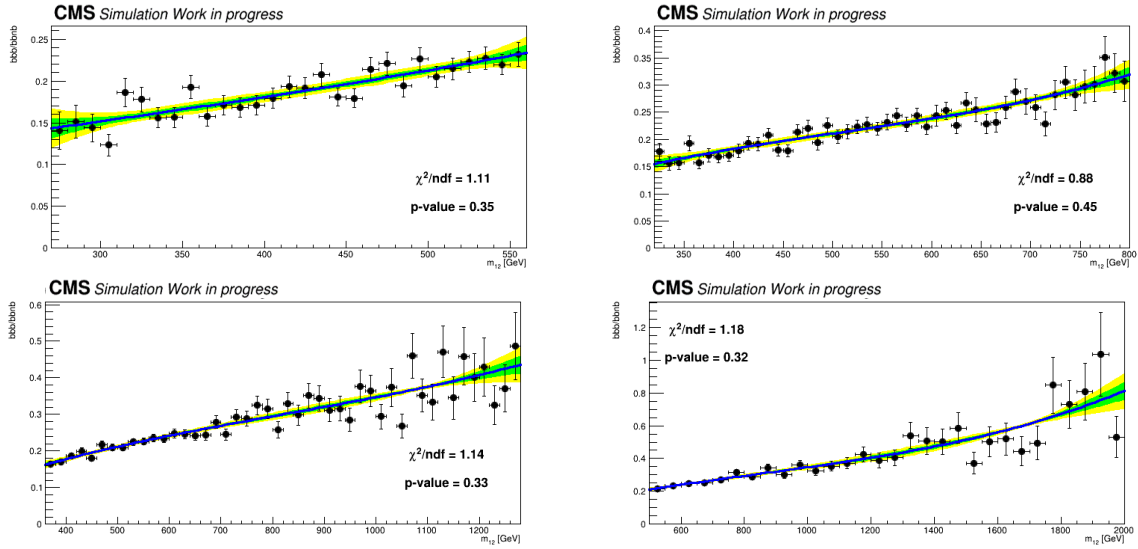 CMS Simulation Work in progress
bbb/bbnb
0.25
0.2
0.15
0.1
0.05
0
χ²/ndf = 1.11
p-value = 0.35
300 350 400 450 500 550
m₁₂ [GeV]
CMS Simulation Work in progress
bbb/bbnb
0.4
0.35
0.3
0.25
0.2
0.15
0.1
0.05
0
χ²/ndf = 0.88
p-value = 0.45
350 400 450 500 550 600 650 700 750 800
m₁₂ [GeV]
CMS Simulation Work in progress
bbb/bbnb
0.6
0.5
0.4
0.3
0.2
0.1
0
χ²/ndf = 1.14
p-value = 0.33
400 500 600 700 800 900 1000 1100 1200
m₁₂ [GeV]
CMS Simulation Work in progress
bbb/bbnb
χ²/ndf = 1.18
p-value = 0.32
1.2
1
0.8
0.6
0.4
0.2
0
600 800 1000 1200 1400 1600 1800 2000
m₁₂ [GeV]